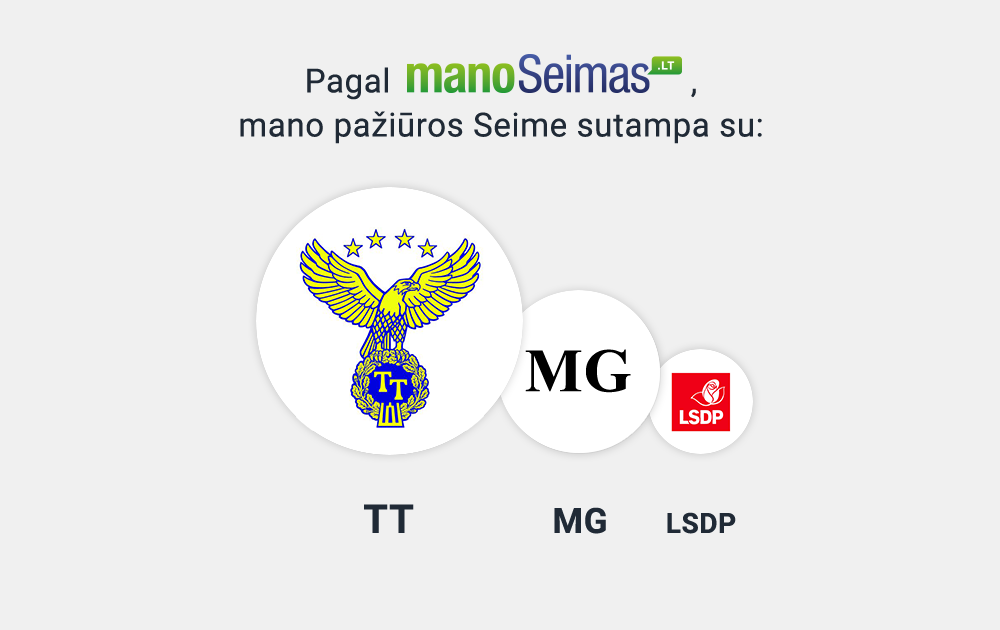 Pagal manoSeimas.LT ,
mano pažiūros Seime sutampa su:
TT
MG
LSDP
TT MG LSDP